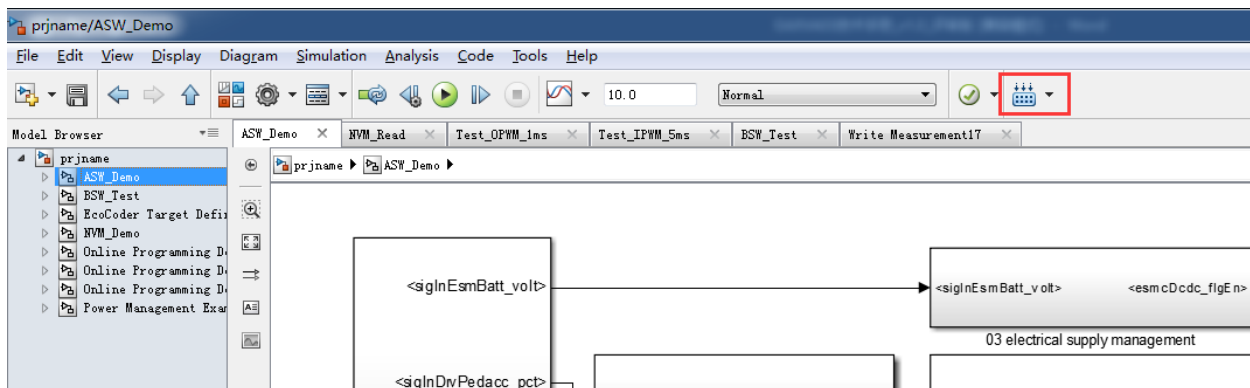 prjname/ASW_Demo
File Edit View Display Diagram Simulation Analysis Code Tools Help
10.0 Normal
Model Browser
ASW_Demo NVM_Read Test_OPWM_1ms Test_IPWM_5ms BSW_Test Write Measurement17
prjname
ASW_Demo
BSW_Test
EcoCoder Target Defi
NVM_Demo
Online Programming D
Online Programming D
Online Programming D
Power Management Exa
prjname ASW_Demo
<sigInEsmBatt_volt>
<sigInEsmBatt_volt> <esmcDcdc_flgEn>
03 electrical supply management
<sigInDrvPedacc_pct>